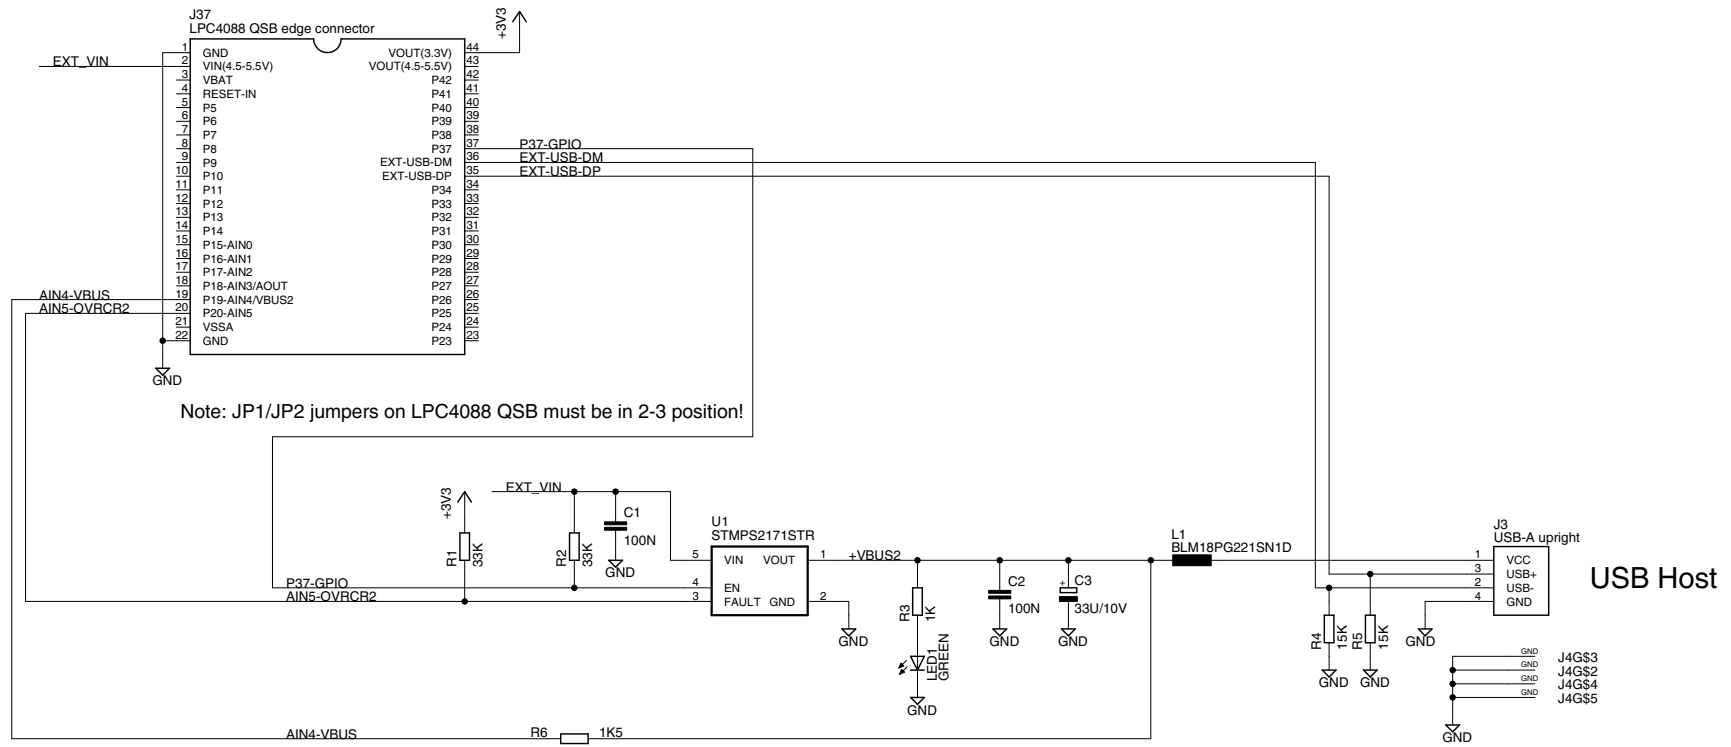 J37
LPC4088 QSB edge connector
+3V3
EXT_VIN
1 GND VOUT(3.3V) 44
2 VIN(4.5-5.5V) VOUT(4.5-5.5V) 43
3 VBAT P42 42
4 RESET-IN P41 41
5 P5 P40 40
6 P6 P39 39
7 P7 P38 38
8 P8 P37 37 P37-GPIO
9 P9 EXT-USB-DM 36 EXT-USB-DM
10 P10 EXT-USB-DP 35 EXT-USB-DP
11 P11 P34 34
12 P12 P33 33
13 P13 P32 32
14 P14 P31 31
15 P15-AIN0 P30 30
16 P16-AIN1 P29 29
17 P17-AIN2 P28 28
18 P18-AIN3/AOUT P27 27
AIN4-VBUS 19 P19-AIN4/VBUS2 P26 26
AIN5-OVRCR2 20 P20-AIN5 P25 25
21 VSSA P24 24
22 GND P23 23
GND
Note: JP1/JP2 jumpers on LPC4088 QSB must be in 2-3 position!
+3V3
R1
33K
EXT_VIN
R2
33K
C1
100N
GND
P37-GPIO
AIN5-OVRCR2
U1
STMPS2171STR
5 VIN VOUT 1
4 EN
3 FAULT GND 2
GND
+VBUS2
R3
1K
LED1
GREEN
GND
C2
100N
GND
+ C3
33U/10V
GND
L1
BLM18PG221SN1D
J3
USB-A upright
1 VCC
3 USB+
2 USB-
4 GND
USB Host
R4
15K
GND
R5
15K
GND
GND
GND J4G$3
GND J4G$2
GND J4G$4
GND J4G$5
GND
AIN4-VBUS
R6 1K5